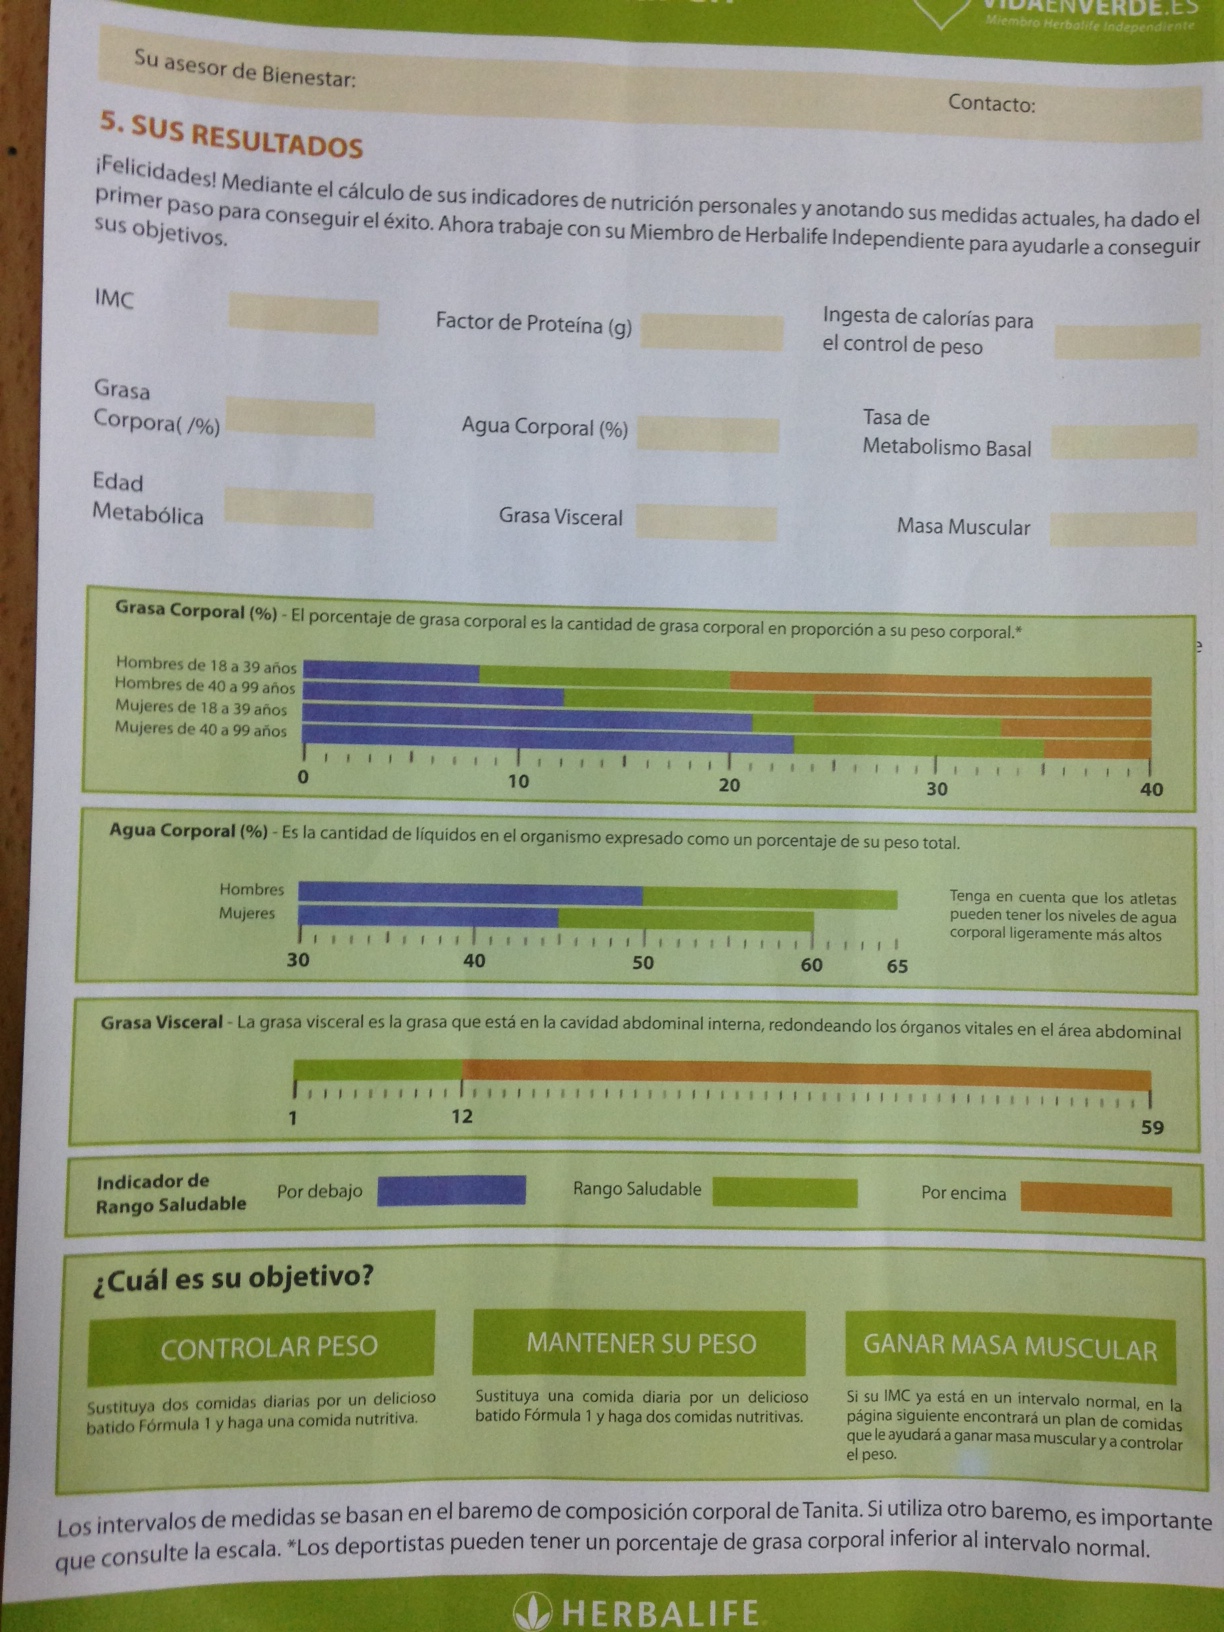 VIDAENVERDE.ES
Miembro Herbalife Independiente
Su asesor de Bienestar:
Contacto:
5. SUS RESULTADOS
¡Felicidades! Mediante el cálculo de sus indicadores de nutrición personales y anotando sus medidas actuales, ha dado el
primer paso para conseguir el éxito. Ahora trabaje con su Miembro de Herbalife Independiente para ayudarle a conseguir
sus objetivos.
IMC
Factor de Proteína (g)
Ingesta de calorías para
el control de peso
Grasa
Corpora( /%)
Agua Corporal (%)
Tasa de
Metabolismo Basal
Edad
Metabólica
Grasa Visceral
Masa Muscular
Grasa Corporal (%) - El porcentaje de grasa corporal es la cantidad de grasa corporal en proporción a su peso corporal.*
Hombres de 18 a 39 años
Hombres de 40 a 99 años
Mujeres de 18 a 39 años
Mujeres de 40 a 99 años
0 10 20 30 40
Agua Corporal (%) - Es la cantidad de líquidos en el organismo expresado como un porcentaje de su peso total.
Hombres
Mujeres
30 40 50 60 65
Tenga en cuenta que los atletas
pueden tener los niveles de agua
corporal ligeramente más altos
Grasa Visceral - La grasa visceral es la grasa que está en la cavidad abdominal interna, redondeando los órganos vitales en el área abdominal
1 12 59
Indicador de
Rango Saludable
Por debajo
Rango Saludable
Por encima
¿Cuál es su objetivo?
CONTROLAR PESO
Sustituya dos comidas diarias por un delicioso
batido Fórmula 1 y haga una comida nutritiva.
MANTENER SU PESO
Sustituya una comida diaria por un delicioso
batido Fórmula 1 y haga dos comidas nutritivas.
GANAR MASA MUSCULAR
Si su IMC ya está en un intervalo normal, en la
página siguiente encontrará un plan de comidas
que le ayudará a ganar masa muscular y a controlar
el peso.
Los intervalos de medidas se basan en el baremo de composición corporal de Tanita. Si utiliza otro baremo, es importante
que consulte la escala. *Los deportistas pueden tener un porcentaje de grasa corporal inferior al intervalo normal.
HERBALIFE